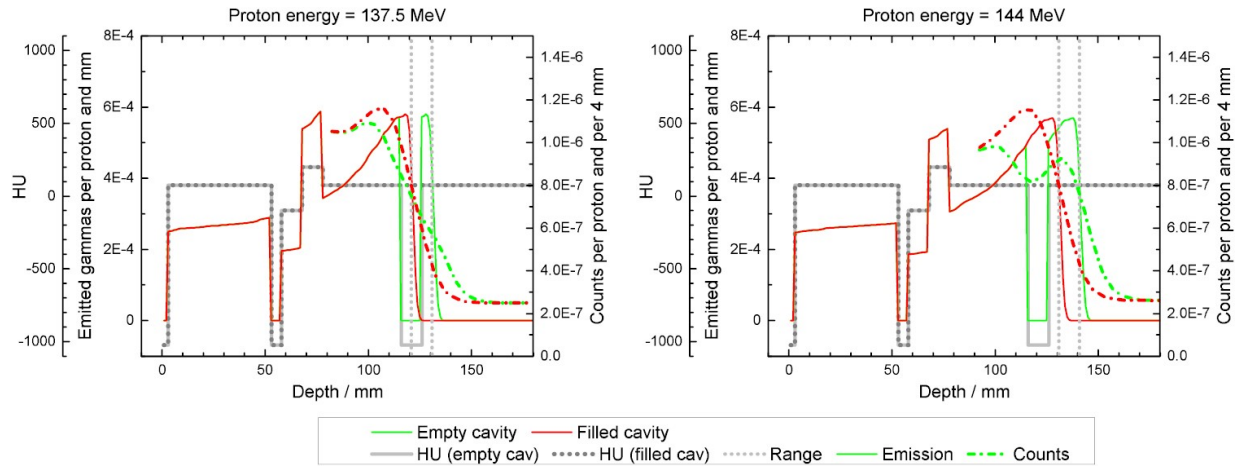 Proton energy = 137.5 MeV
HU
1000
500
0
-500
-1000
Emitted gammas per proton and mm
8E-4
6E-4
4E-4
2E-4
0
0 50 100 150
Depth / mm
1.4E-6
1.2E-6
1.0E-6
8.0E-7
6.0E-7
4.0E-7
2.0E-7
0.0
Counts per proton and per 4 mm
Proton energy = 144 MeV
HU
1000
500
0
-500
-1000
Emitted gammas per proton and mm
8E-4
6E-4
4E-4
2E-4
0
0 50 100 150
Depth / mm
1.4E-6
1.2E-6
1.0E-6
8.0E-7
6.0E-7
4.0E-7
2.0E-7
0.0
Counts per proton and per 4 mm
Empty cavity Filled cavity
HU (empty cav) HU (filled cav) Range Emission Counts